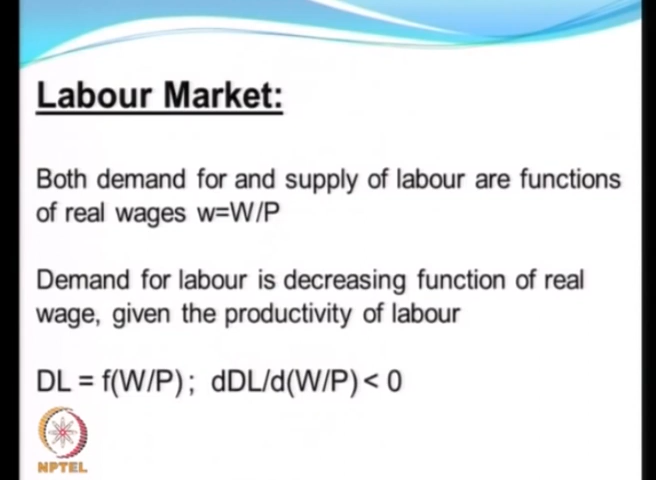 Labour Market:
Both demand for and supply of labour are functions
of real wages w=W/P
Demand for labour is decreasing function of real
wage, given the productivity of labour
DL = f(W/P) ; dDL/d(W/P) < 0
NPTEL